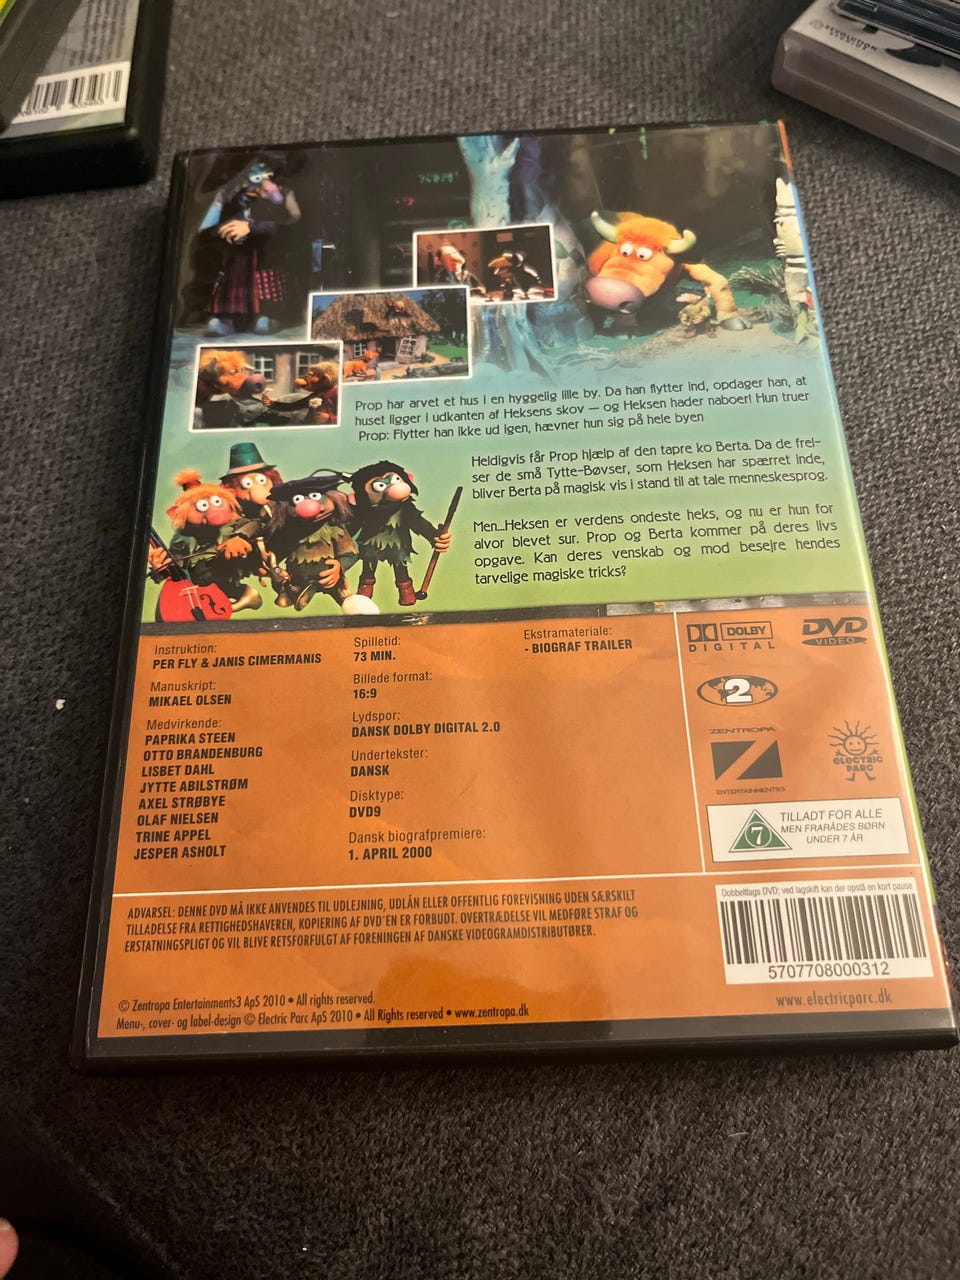 Prop har arvet et hus i en hyggelig lille by. Da han flytter ind, opdager han, at
huset ligger i udkanten af Heksens skov — og Heksen hader naboer! Hun truer
Prop: Flytter han ikke ud igen, hævner hun sig på hele byen
Heldigvis får Prop hjælp af den tapre ko Berta. Da de frel-
ser de små Tytte-Bøvser, som Heksen har spærret inde,
bliver Berta på magisk vis i stand til at tale menneskesprog.
Men...Heksen er verdens ondeste heks, og nu er hun for
alvor blevet sur. Prop og Berta kommer på deres livs
opgave. Kan deres venskab og mod besejre hendes
tarvelige magiske tricks?
Instruktion:
PER FLY & JANIS CIMERMANIS
Manuskript:
MIKAEL OLSEN
Medvirkende:
PAPRIKA STEEN
OTTO BRANDENBURG
LISBET DAHL
JYTTE ABILSTRØM
AXEL STRØBYE
OLAF NIELSEN
TRINE APPEL
JESPER ASHOLT
Spilletid:
73 MIN.
Billede format:
16:9
Lydspor:
DANSK DOLBY DIGITAL 2.0
Undertekster:
DANSK
Disktype:
DVD9
Dansk biografpremiere:
1. APRIL 2000
Ekstramateriale:
- BIOGRAF TRAILER
DOLBY
DIGITAL
DVD
VIDEO
2
ZENTROPA
Z
ENTERTAINMENTS3
ELECTRIC
PARC
7
TILLADT FOR ALLE
MEN FRARÅDES BØRN
UNDER 7 ÅR
ADVARSEL: DENNE DVD MÅ IKKE ANVENDES TIL UDLEJNING, UDLÅN ELLER OFFENTLIG FOREVISNING UDEN SÆRSKILT
TILLADELSE FRA RETTIGHEDSHAVEREN, KOPIERING AF DVD'EN ER FORBUDT. OVERTRÆDELSE VIL MEDFØRE STRAF OG
ERSTATNINGSPLIGT OG VIL BLIVE RETSFORFULGT AF FORENINGEN AF DANSKE VIDEOGRAMDISTRIBUTØRER.
Dobbeltlags DVD; ved lagskift kan der opstå en kort pause
5707708000312
www.electricparc.dk
© Zentropa Entertainments3 ApS 2010 • All rights reserved.
Menu-, cover- og label-design © Electric Parc ApS 2010 • All Rights reserved • www.zentropa.dk